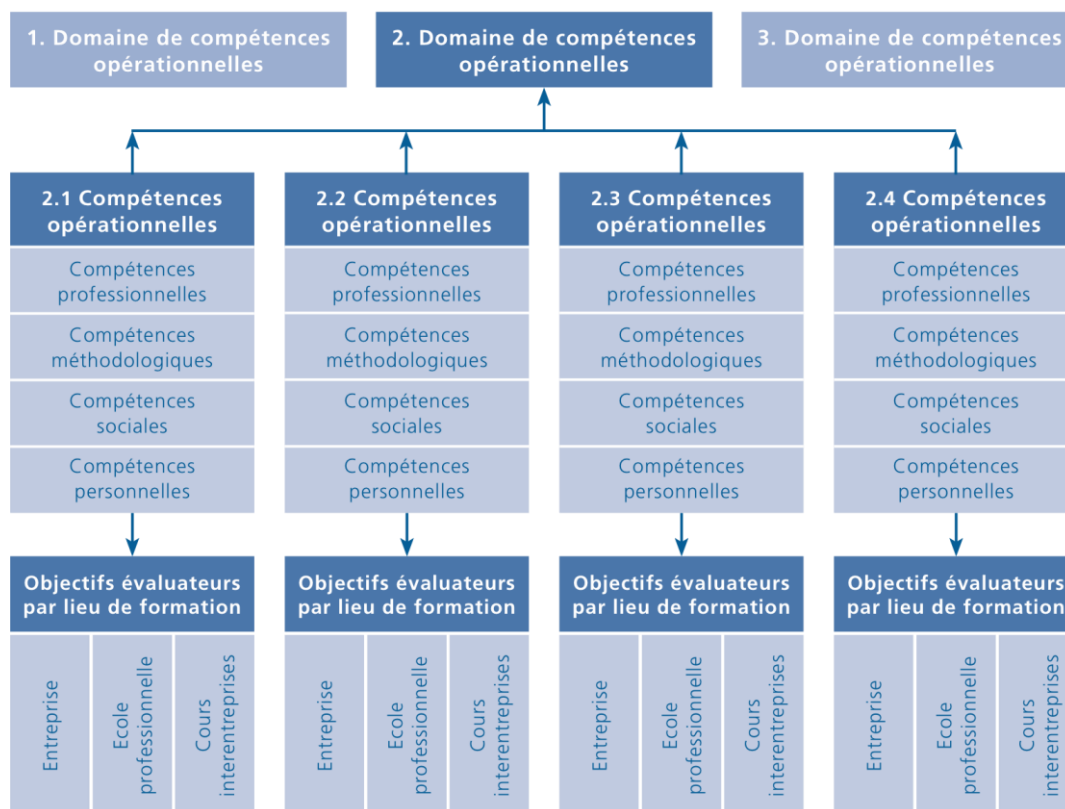 1. Domaine de compétences
opérationnelles
2. Domaine de compétences
opérationnelles
3. Domaine de compétences
opérationnelles
2.1 Compétences
opérationnelles
Compétences
professionnelles
Compétences
méthodologiques
Compétences
sociales
Compétences
personnelles
Objectifs évaluateurs
par lieu de formation
Entreprise
Ecole
professionnelle
Cours
interentreprises
2.2 Compétences
opérationnelles
Compétences
professionnelles
Compétences
méthodologiques
Compétences
sociales
Compétences
personnelles
Objectifs évaluateurs
par lieu de formation
Entreprise
Ecole
professionnelle
Cours
interentreprises
2.3 Compétences
opérationnelles
Compétences
professionnelles
Compétences
méthodologiques
Compétences
sociales
Compétences
personnelles
Objectifs évaluateurs
par lieu de formation
Entreprise
Ecole
professionnelle
Cours
interentreprises
2.4 Compétences
opérationnelles
Compétences
professionnelles
Compétences
méthodologiques
Compétences
sociales
Compétences
personnelles
Objectifs évaluateurs
par lieu de formation
Entreprise
Ecole
professionnelle
Cours
interentreprises